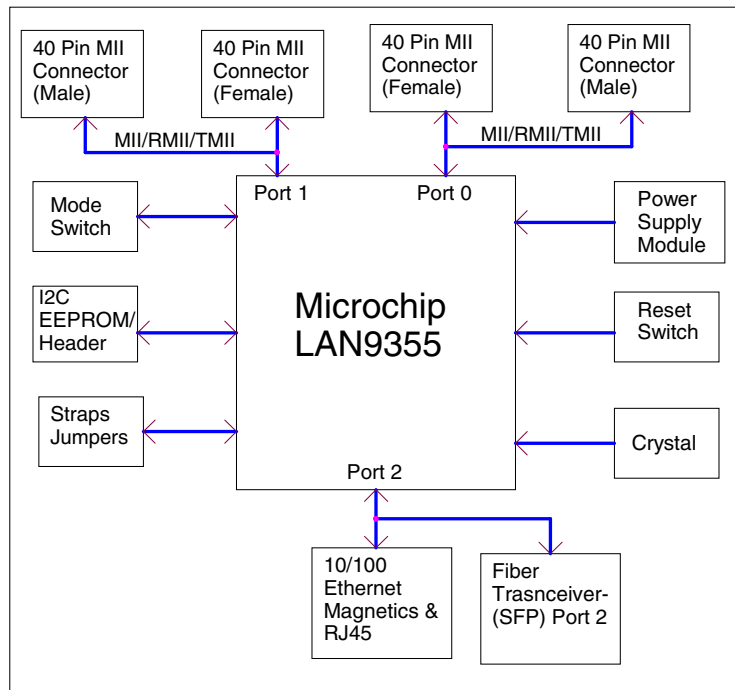 40 Pin MII
Connector
(Male)
40 Pin MII
Connector
(Female)
40 Pin MII
Connector
(Female)
40 Pin MII
Connector
(Male)
MII/RMII/TMII
MII/RMII/TMII
Port 1
Port 0
Mode
Switch
Power
Supply
Module
I2C
EEPROM/
Header
Microchip
LAN9355
Reset
Switch
Straps
Jumpers
Crystal
Port 2
10/100
Ethernet
Magnetics &
RJ45
Fiber
Trasnceiver-
(SFP) Port 2